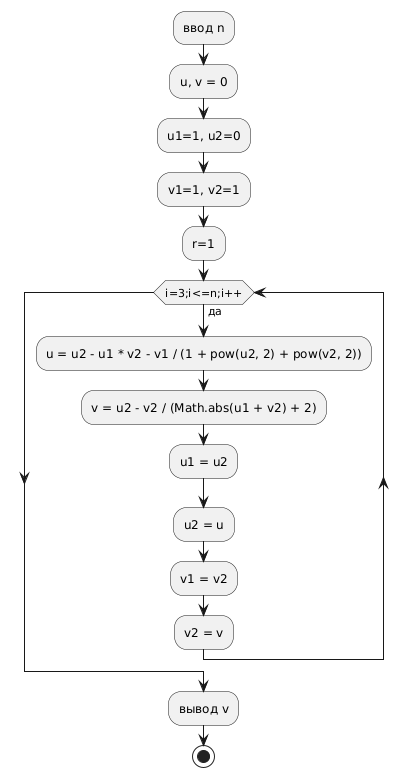 ввод n
u, v = 0
u1=1, u2=0
v1=1, v2=1
r=1
i=3;i<=n;i++
да
u = u2 - u1 * v2 - v1 / (1 + pow(u2, 2) + pow(v2, 2))
v = u2 - v2 / (Math.abs(u1 + v2) + 2)
u1 = u2
u2 = u
v1 = v2
v2 = v
вывод v